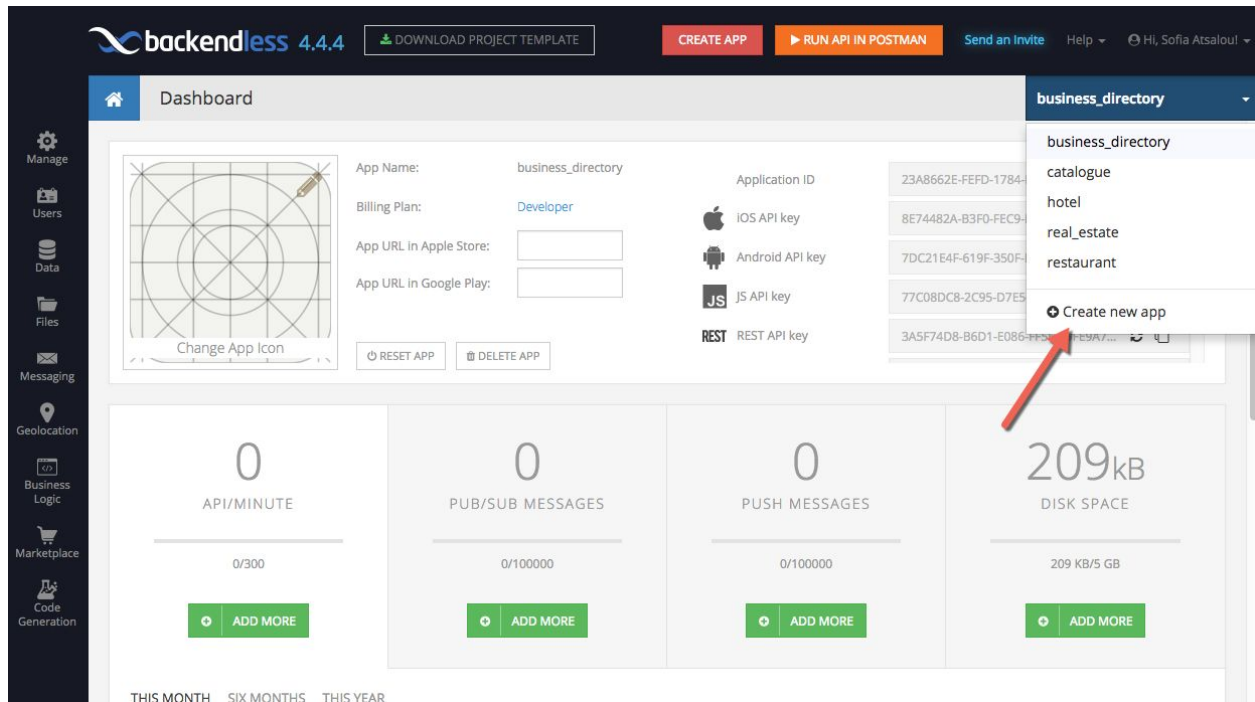 backendless 4.4.4
DOWNLOAD PROJECT TEMPLATE
CREATE APP
RUN API IN POSTMAN
Send an Invite
Help
Hi, Sofia Atsalou!
Dashboard
business_directory
business_directory
catalogue
hotel
real_estate
restaurant
Create new app
Manage
Users
Data
Files
Messaging
Geolocation
Business
Logic
Marketplace
Code
Generation
Change App Icon
App Name: business_directory
Billing Plan: Developer
App URL in Apple Store:
App URL in Google Play:
RESET APP
DELETE APP
Application ID 23A8662E-FEFD-1784-
iOS API key 8E74482A-B3F0-FEC9-
Android API key 7DC21E4F-619F-350F-
JS JS API key 77C08DC8-2C95-D7E5
REST REST API key 3A5F74D8-B6D1-E086-
0
API/MINUTE
0/300
ADD MORE
0
PUB/SUB MESSAGES
0/100000
ADD MORE
0
PUSH MESSAGES
0/100000
ADD MORE
209kB
DISK SPACE
209 KB/5 GB
ADD MORE
THIS MONTH SIX MONTHS THIS YEAR